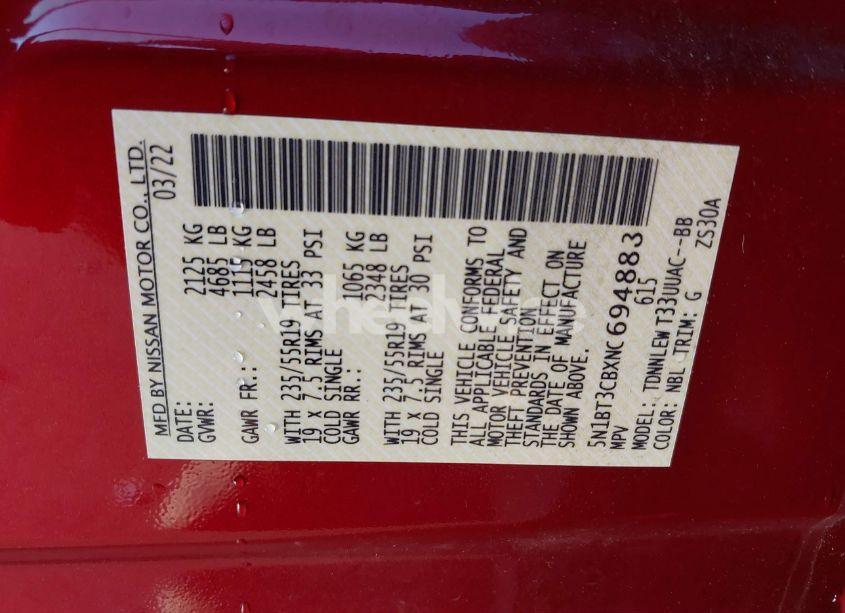 MFD BY NISSAN MOTOR CO., LTD.
DATE: 03/22
GVWR: 2125 KG
4685 LB
GAWR FR.: 1115 KG
2458 LB
WITH 235/55R19 TIRES
19 x 7.5 RIMS AT 33 PSI
COLD SINGLE
GAWR RR.: 1065 KG
2348 LB
WITH 235/55R19 TIRES
19 x 7.5 RIMS AT 30 PSI
COLD SINGLE
THIS VEHICLE CONFORMS TO
ALL APPLICABLE FEDERAL
MOTOR VEHICLE SAFETY AND
THEFT PREVENTION
STANDARDS IN EFFECT ON
THE DATE OF MANUFACTURE
SHOWN ABOVE.
5N1BT3CBXNC694883
MPV 615
MODEL: TDNNLEW T33UUAC--BB
COLOR: NBL TRIM: G ZS30A